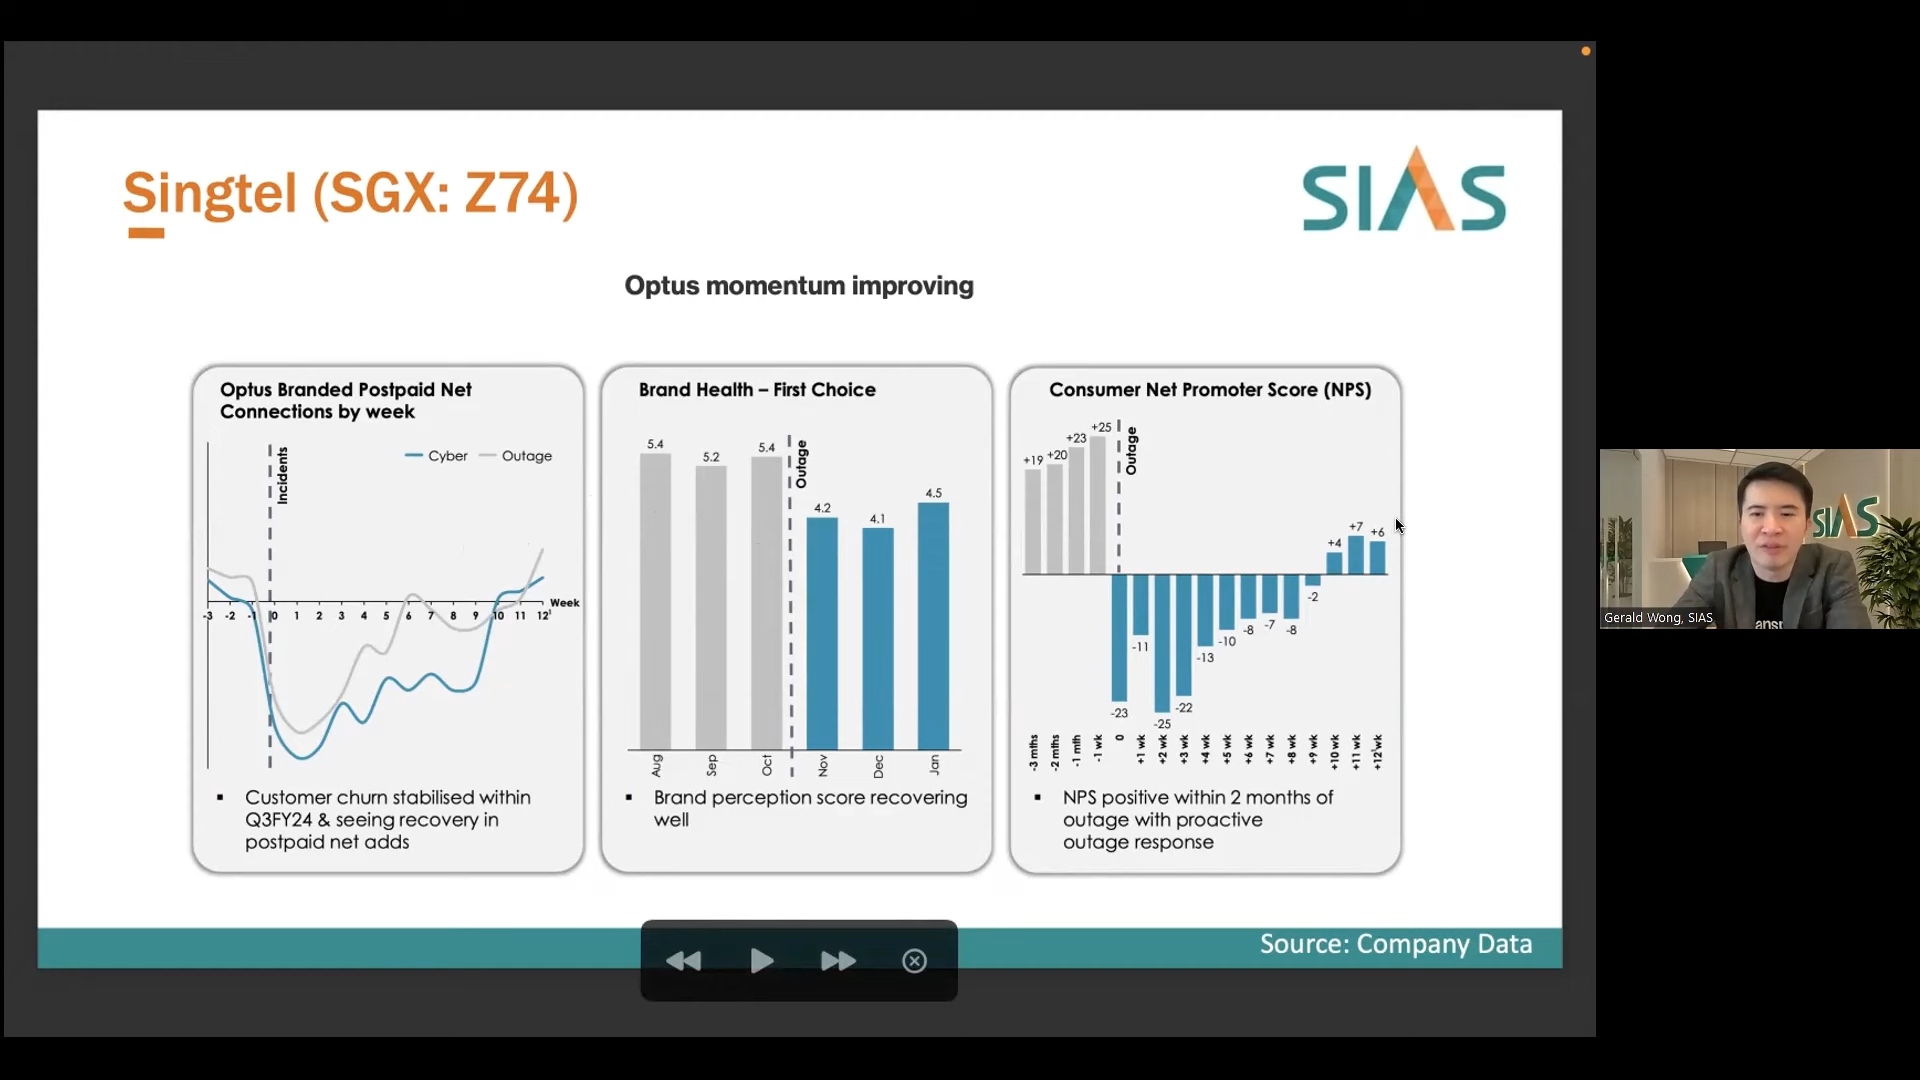 Singtel (SGX: Z74)
SIAS
Optus momentum improving
Optus Branded Postpaid Net
Connections by week
Incidents
Cyber
Outage
Week
-3 -2 -1 0 1 2 3 4 5 6 7 8 9 10 11 12¹
▪ Customer churn stabilised within
Q3FY24 & seeing recovery in
postpaid net adds
Brand Health – First Choice
5.4 5.2 5.4 4.2 4.1 4.5
Outage
Aug Sep Oct Nov Dec Jan
▪ Brand perception score recovering
well
Consumer Net Promoter Score (NPS)
+19 +20 +23 +25
Outage
-23 -11 -25 -22 -13 -10 -8 -7 -8 -2 +4 +7 +6
-3 mths -2 mths -1 mth -1 wk 0 +1 wk +2 wk +3 wk +4 wk +5 wk +6 wk +7 wk +8 wk +9 wk +10 wk +11 wk +12¹wk
▪ NPS positive within 2 months of
outage with proactive
outage response
Source: Company Data
SIAS
Gerald Wong, SIAS